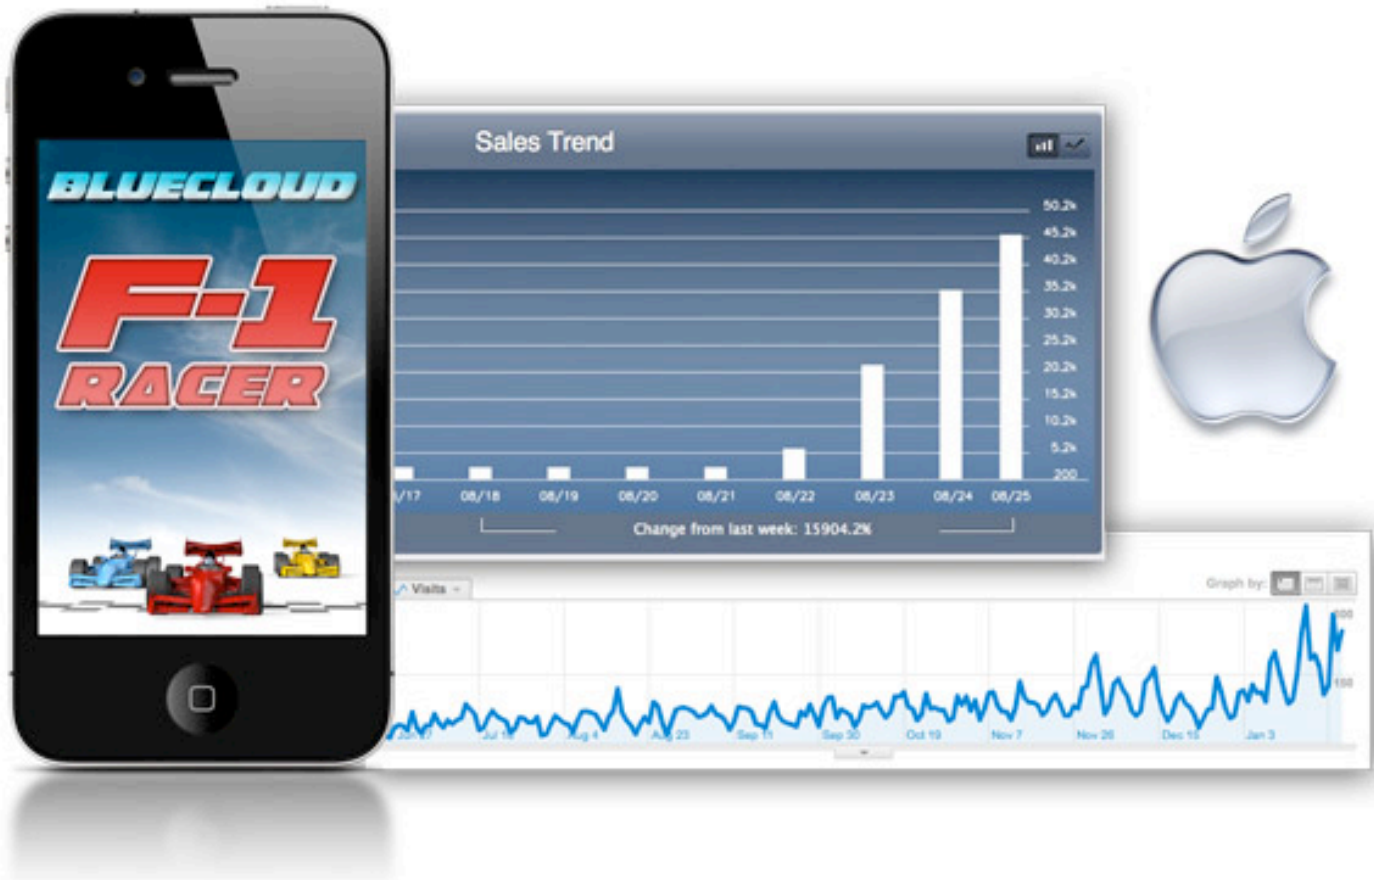 BLUECLOUD
F-1
RACER
Sales Trend
50.2k
45.2k
40.2k
35.2k
30.2k
25.2k
20.2k
15.2k
10.2k
5.2k
200
/17 08/18 08/19 08/20 08/21 08/22 08/23 08/24 08/25
Change from last week: 15904.2%
Visits
Graph by:
100
Jul Aug 4 Aug 23 Sep 11 Sep 30 Oct 19 Nov 7 Nov 26 Dec 15 Jan 3